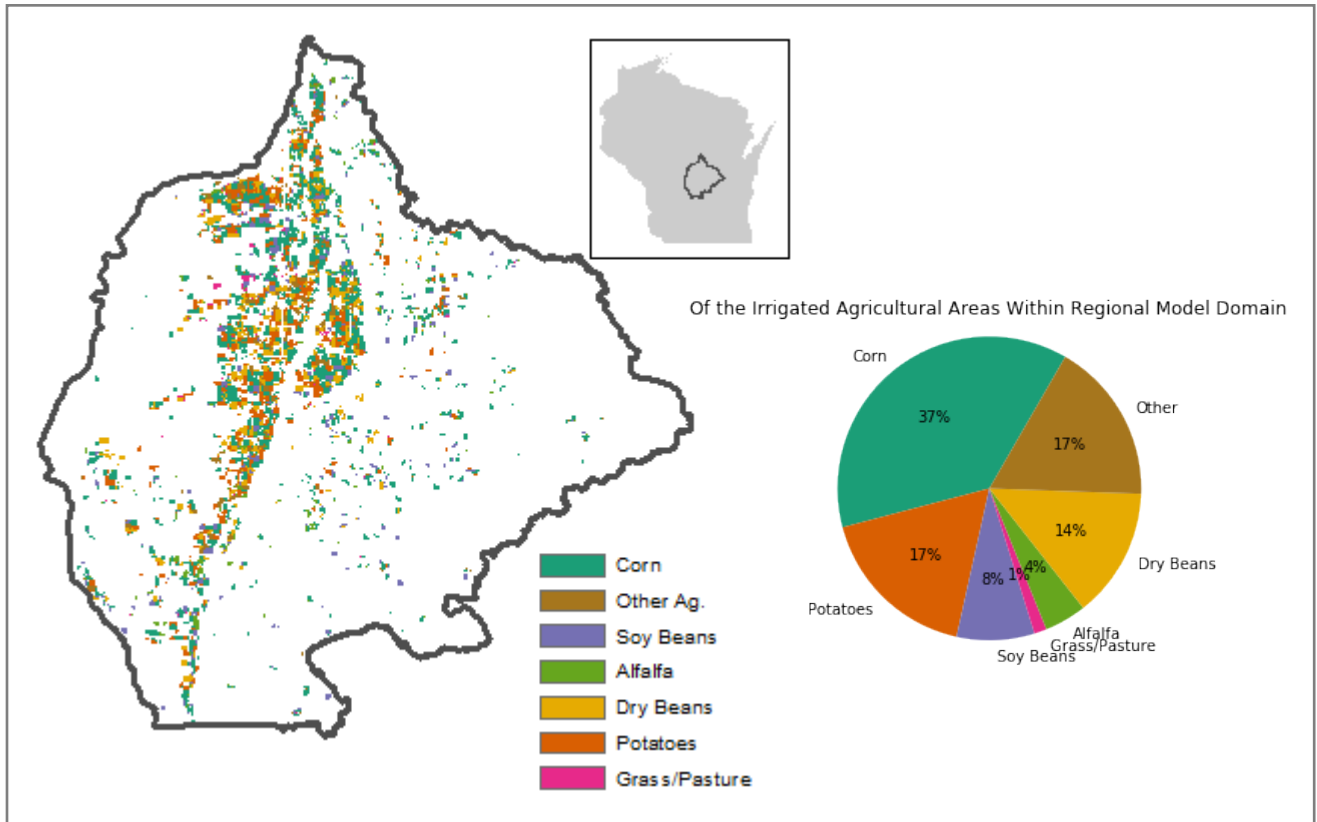 Of the Irrigated Agricultural Areas Within Regional Model Domain
Corn
37%
Other
17%
14%
Dry Beans
17%
Potatoes
8%
1%
4%
Alfalfa
Grass/Pasture
Soy Beans
Corn
Other Ag.
Soy Beans
Alfalfa
Dry Beans
Potatoes
Grass/Pasture